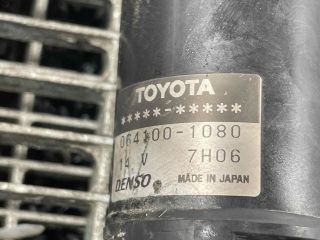 TOYOTA
*****-*****
064100-1080
14 V 7H06
DENSO MADE IN JAPAN